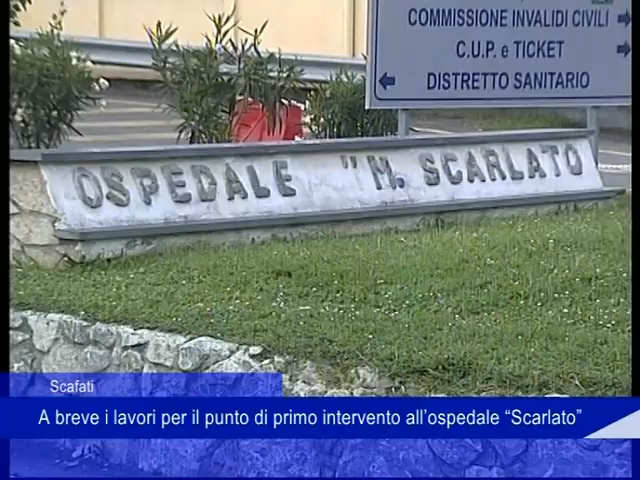 COMMISSIONE INVALIDI CIVILI
C.U.P. e TICKET
DISTRETTO SANITARIO
OSPEDALE "M. SCARLATO
Scafati
A breve i lavori per il punto di primo intervento all'ospedale “Scarlato”